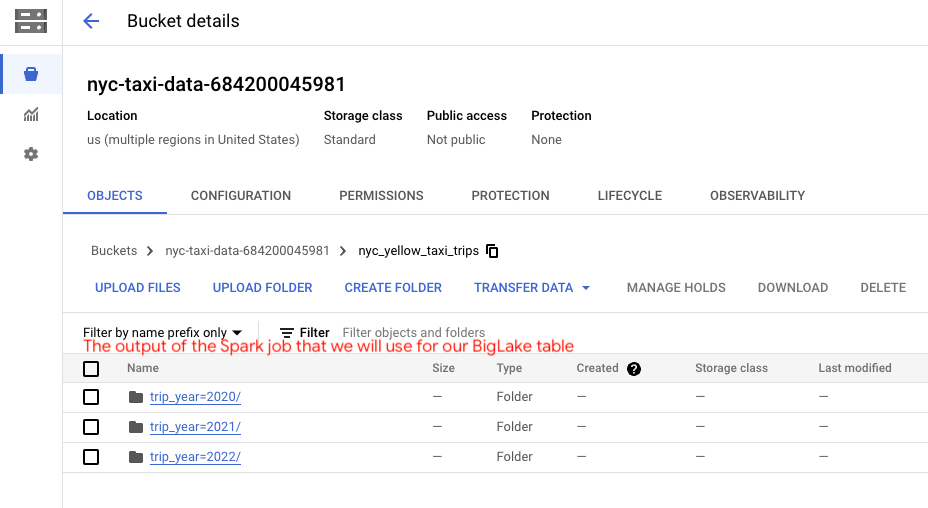 Bucket details
nyc-taxi-data-684200045981
Location Storage class Public access Protection
us (multiple regions in United States) Standard Not public None
OBJECTS CONFIGURATION PERMISSIONS PROTECTION LIFECYCLE OBSERVABILITY
Buckets > nyc-taxi-data-684200045981 > nyc_yellow_taxi_trips
UPLOAD FILES UPLOAD FOLDER CREATE FOLDER TRANSFER DATA MANAGE HOLDS DOWNLOAD DELETE
Filter by name prefix only Filter Filter objects and folders
The output of the Spark job that we will use for our BigLake table
Name Size Type Created ? Storage class Last modified
trip_year=2020/ — Folder — — —
trip_year=2021/ — Folder — — —
trip_year=2022/ — Folder — — —